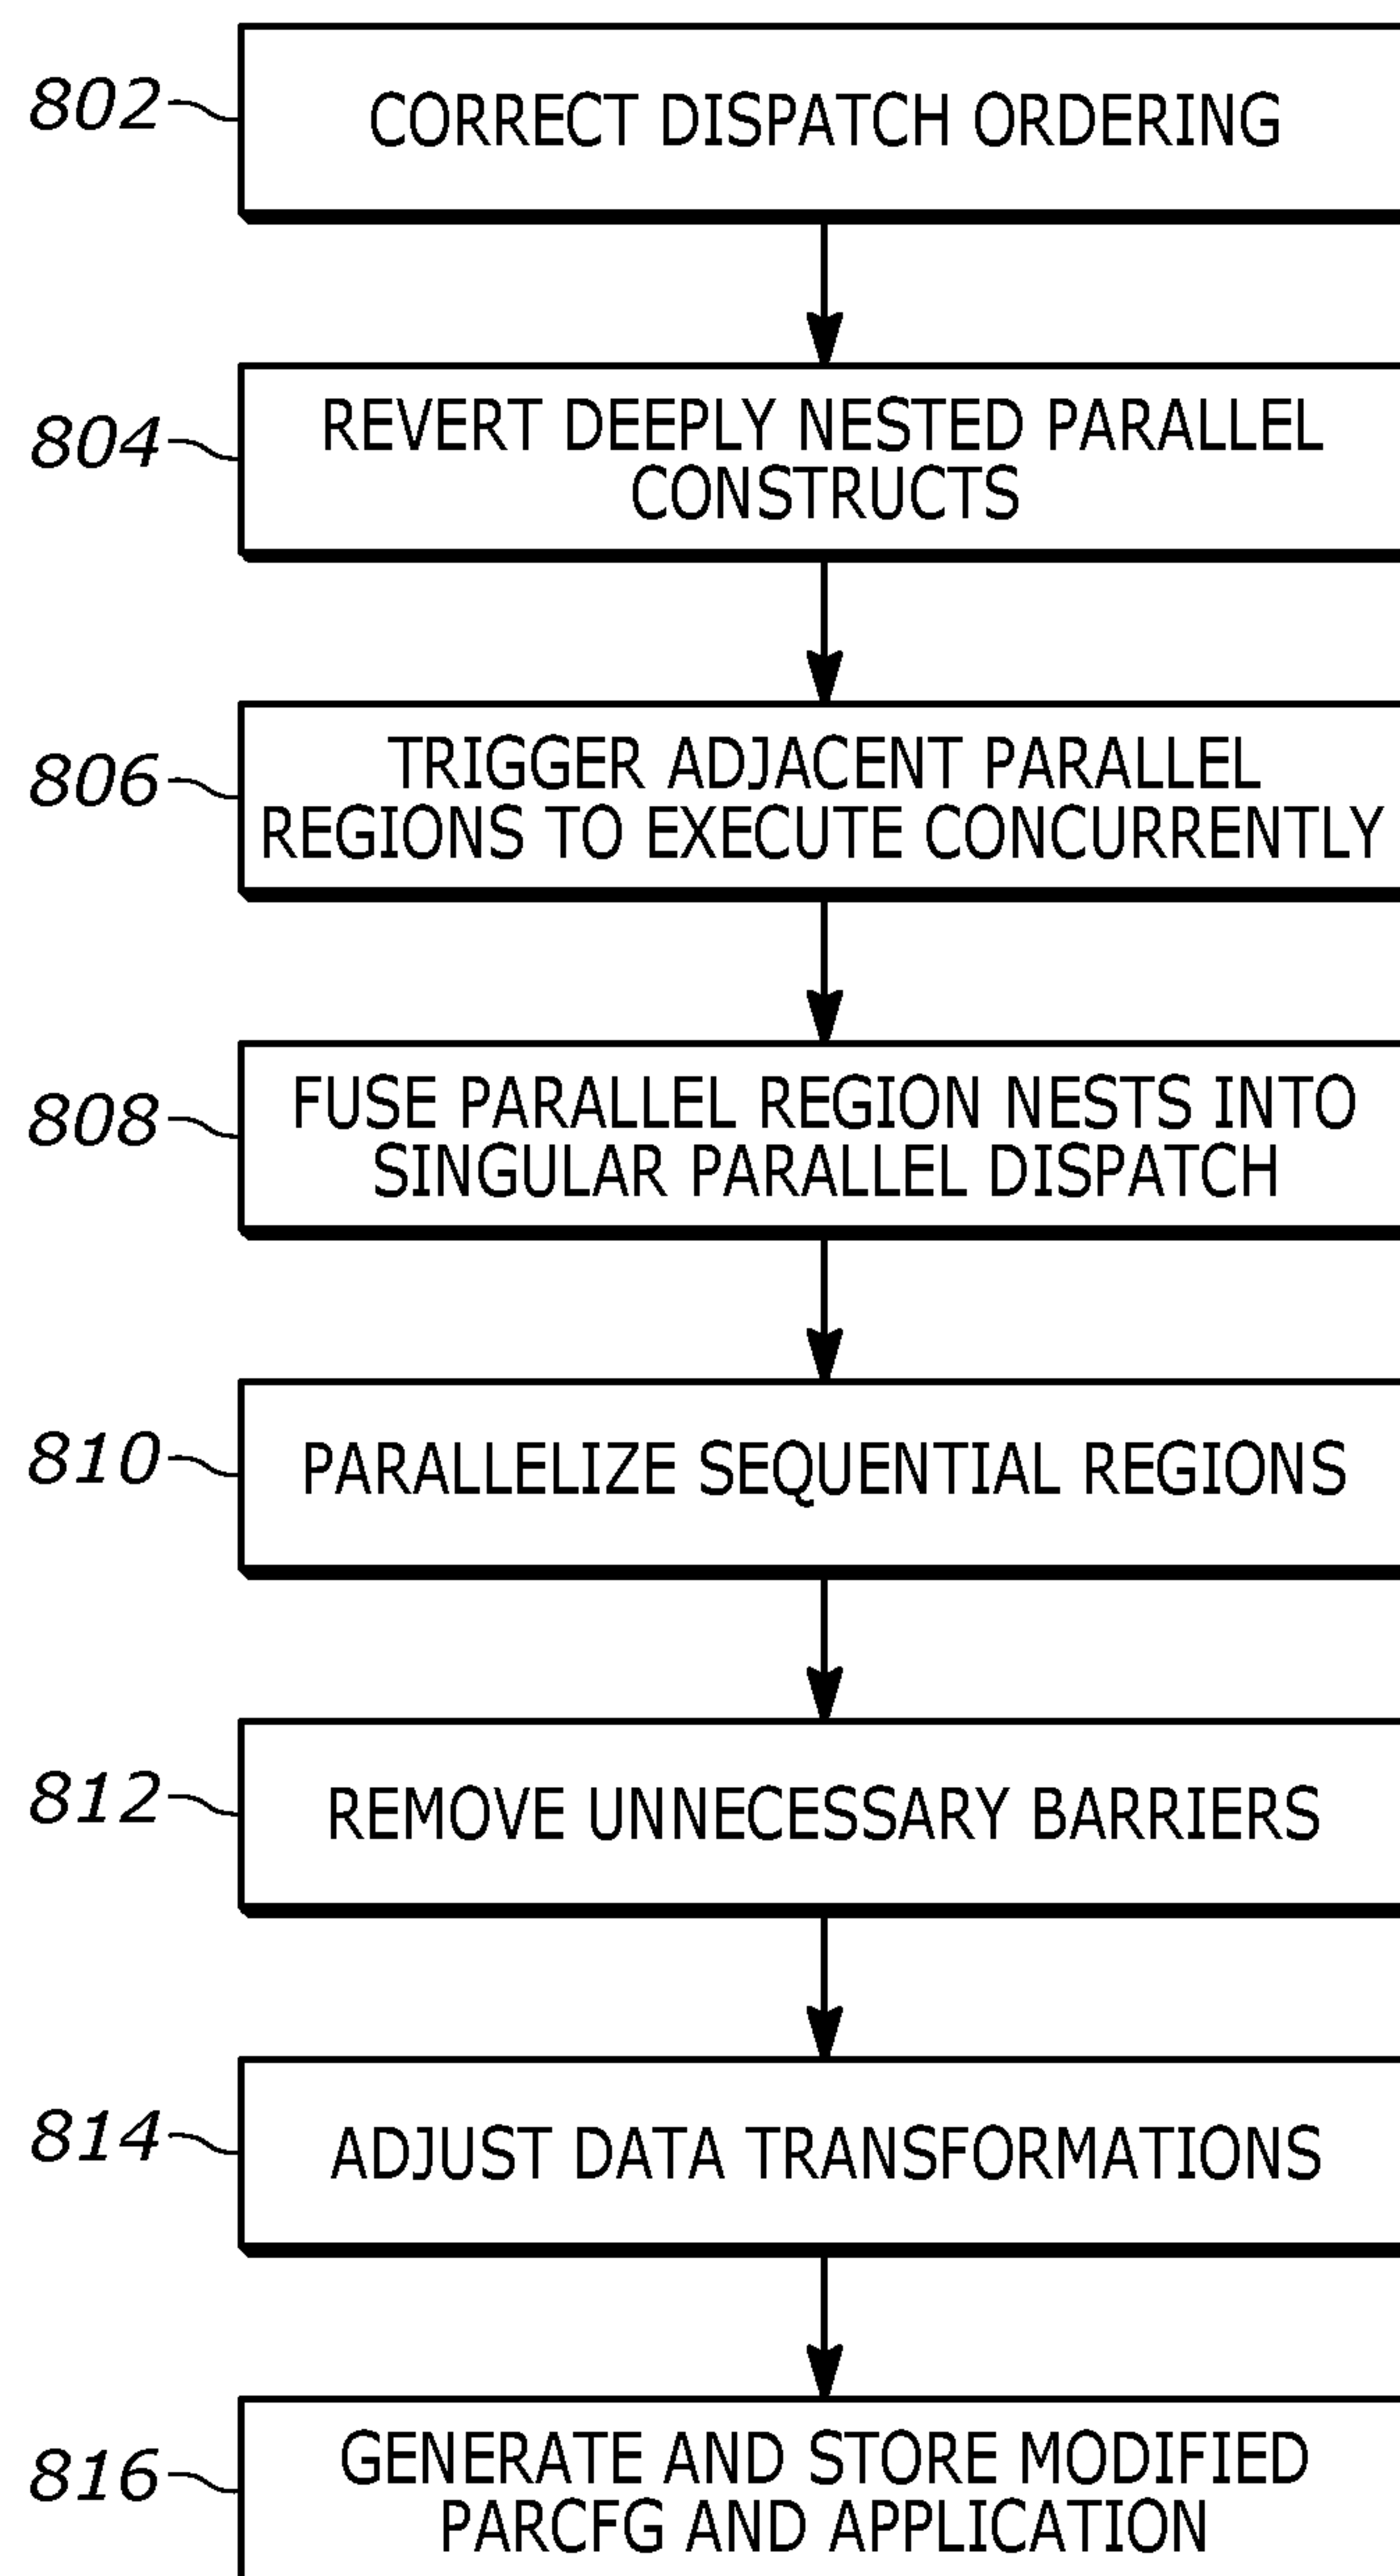 802
CORRECT DISPATCH ORDERING
804
REVERT DEEPLY NESTED PARALLEL
CONSTRUCTS
806
TRIGGER ADJACENT PARALLEL
REGIONS TO EXECUTE CONCURRENTLY
808
FUSE PARALLEL REGION NESTS INTO
SINGULAR PARALLEL DISPATCH
810
PARALLELIZE SEQUENTIAL REGIONS
812
REMOVE UNNECESSARY BARRIERS
814
ADJUST DATA TRANSFORMATIONS
816
GENERATE AND STORE MODIFIED
PARCFG AND APPLICATION